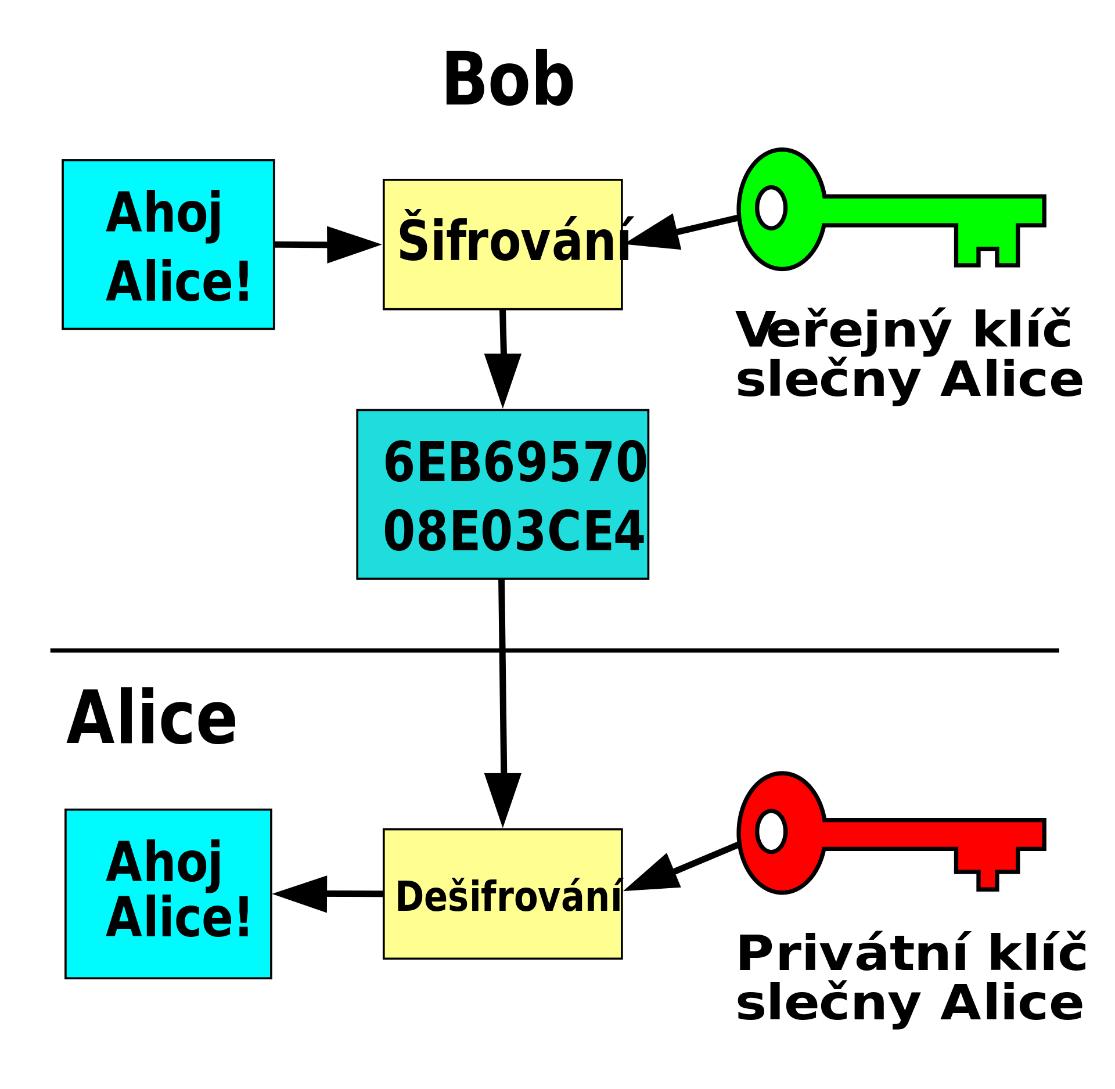 Bob
Ahoj
Alice!
Šifrování
Veřejný klíč
slečny Alice
6EB69570
08E03CE4
Alice
Ahoj
Alice!
Dešifrování
Privátní klíč
slečny Alice